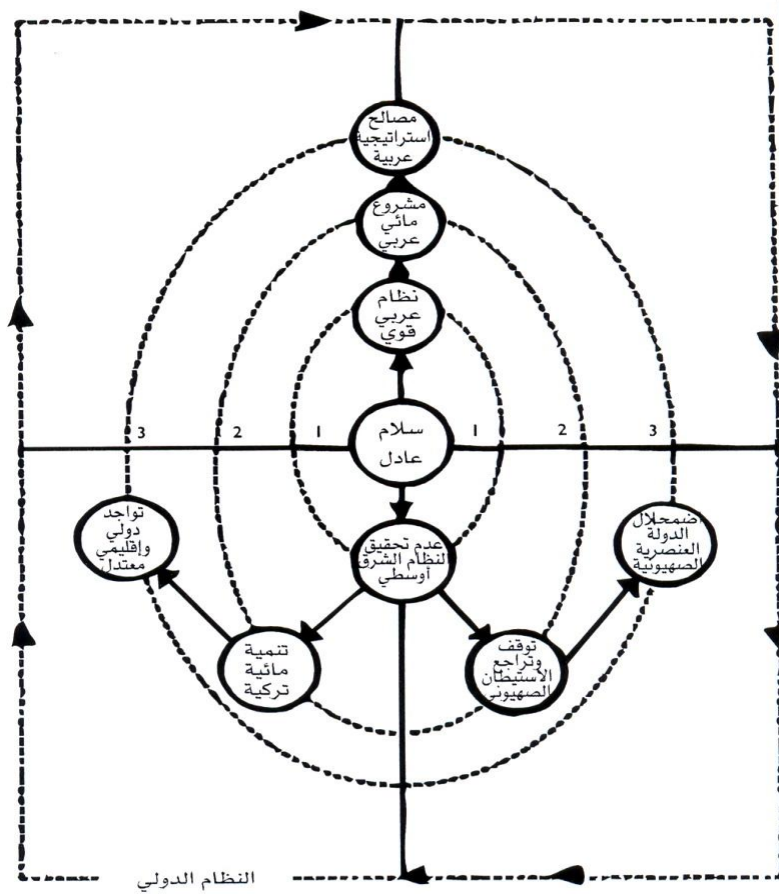 مصالح
استراتيجية
عربية
مشروع
مائي
عربي
نظام
عربي
قوي
3
2
1
سلام
عادل
1
2
3
تواجد
دولي
وإقليمي
معتدل
عدم تحقيق
النظام الشرق
أوسطي
اضمحلال
الدولة
العنصرية
الصهيونية
تنمية
مائية
تركية
توقف
وتراجع
الاستيطان
الصهيوني
النظام الدولي